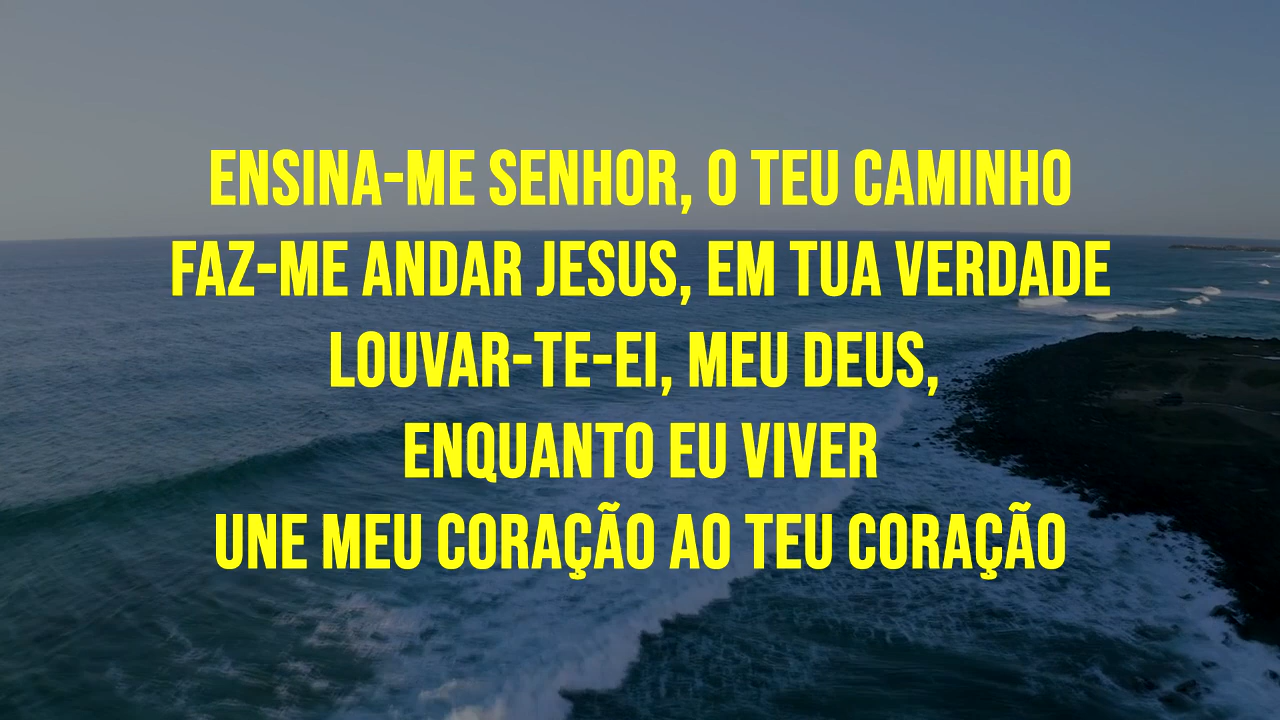 ENSINA-ME SENHOR, O TEU CAMINHO
FAZ-ME ANDAR JESUS, EM TUA VERDADE
LOUVAR-TE-EI, MEU DEUS,
ENQUANTO EU VIVER
UNE MEU CORAÇÃO AO TEU CORAÇÃO